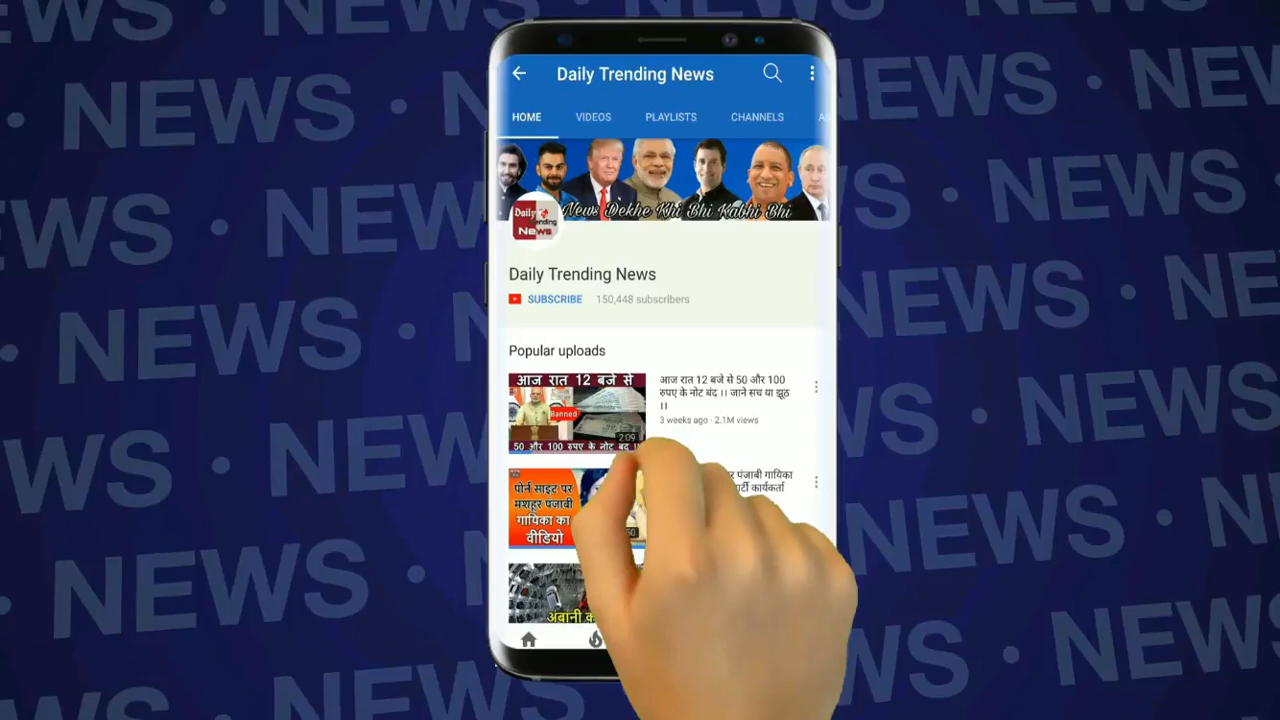 NEWS • NEWS • NEWS
Daily Trending News
HOME VIDEOS PLAYLISTS CHANNELS
News Dekhe Khi Bhi Kabhi Bhi
Daily
Trending
News
Daily Trending News
SUBSCRIBE 150,448 subscribers
Popular uploads
आज रात 12 बजे से
Banned
2:09
50 और 100 रुपए के नोट बंद ।।
आज रात 12 बजे से 50 और 100
रुपए के नोट बंद ।। जाने सच या झूठ
।।
3 weeks ago · 2.1M views
पोर्न साइट पर
मशहूर पंजाबी
गायिका का
वीडियो
पंजाबी गायिका
कार्यकर्ता
अंबानी